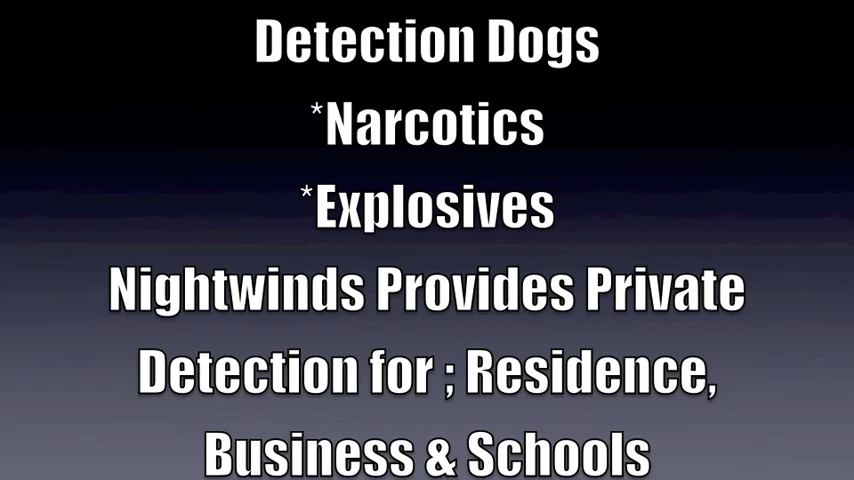 Detection Dogs
*Narcotics
*Explosives
Nightwinds Provides Private
Detection for ; Residence,
Business & Schools